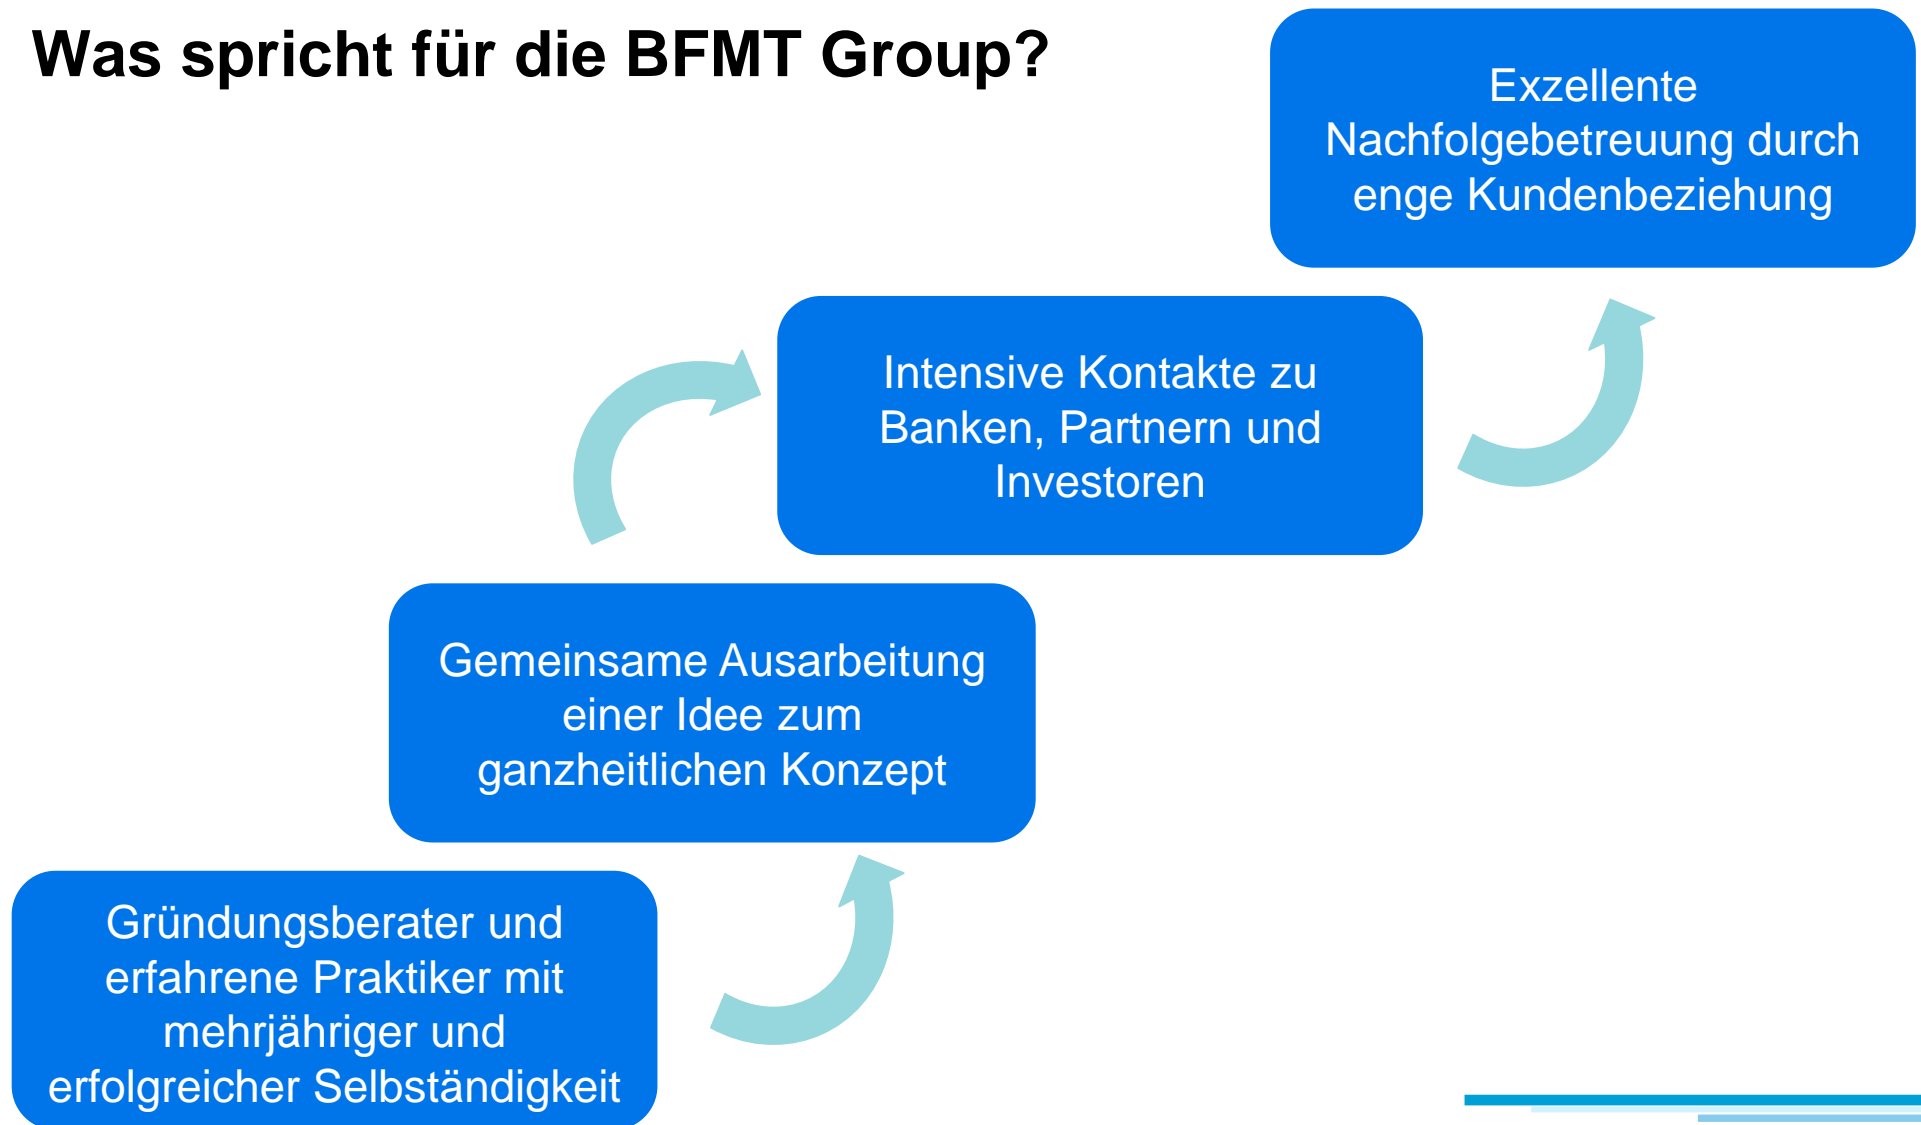 Was spricht für die BFMT Group?
Exzellente
Nachfolgebetreuung durch
enge Kundenbeziehung
Intensive Kontakte zu
Banken, Partnern und
Investoren
Gemeinsame Ausarbeitung
einer Idee zum
ganzheitlichen Konzept
Gründungsberater und
erfahrene Praktiker mit
mehrjähriger und
erfolgreicher Selbständigkeit